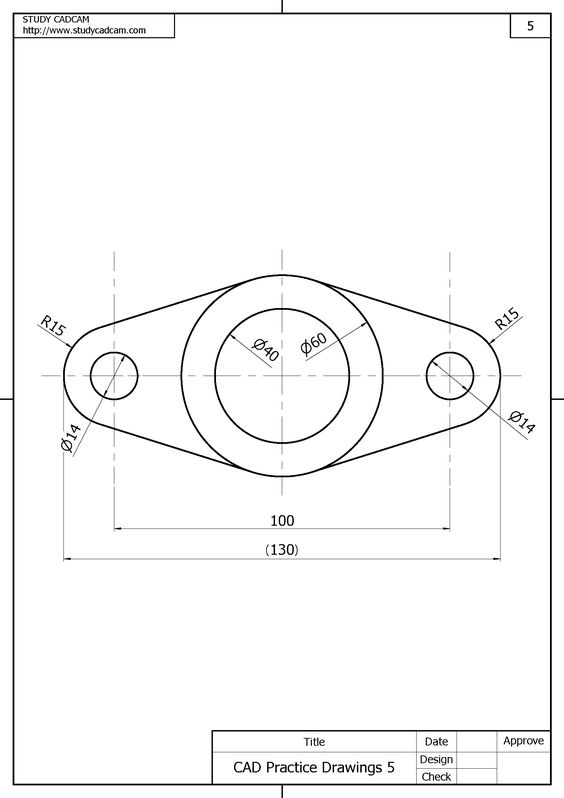 STUDY CADCAM
http://www.studycadcam.com
5
R15
R15
Ø40
Ø60
Ø14
Ø14
100
(130)
Title
Date
Approve
CAD Practice Drawings 5
Design
Check